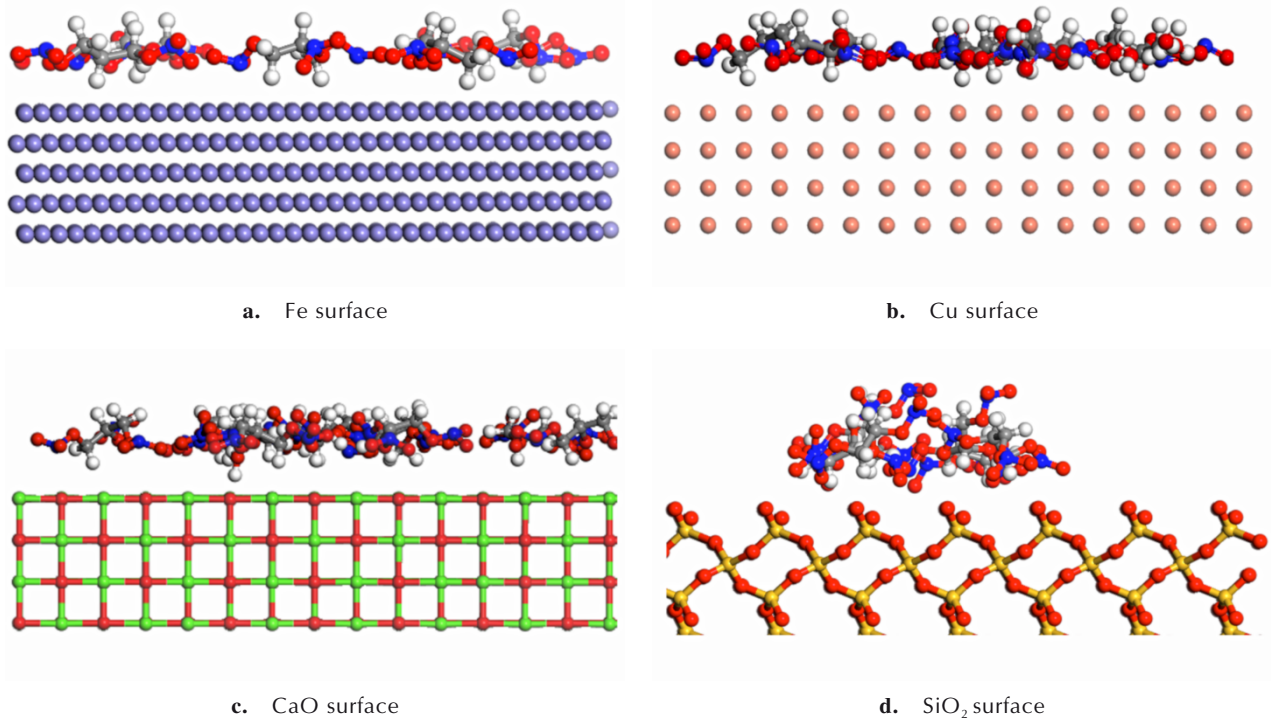 a. Fe surface
b. Cu surface
c. CaO surface
d. SiO₂ surface